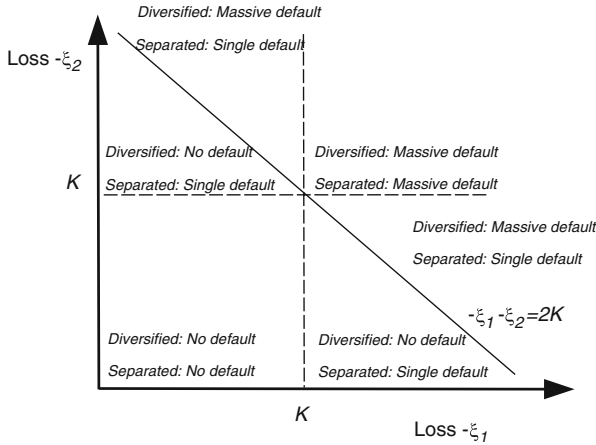 Diversified: Massive default
Separated: Single default
Loss -ξ2
Diversified: No default
Separated: Single default
Diversified: Massive default
Separated: Massive default
K
Diversified: Massive default
Separated: Single default
-ξ1 -ξ2=2K
Diversified: No default
Separated: No default
Diversified: No default
Separated: Single default
K
Loss -ξ1